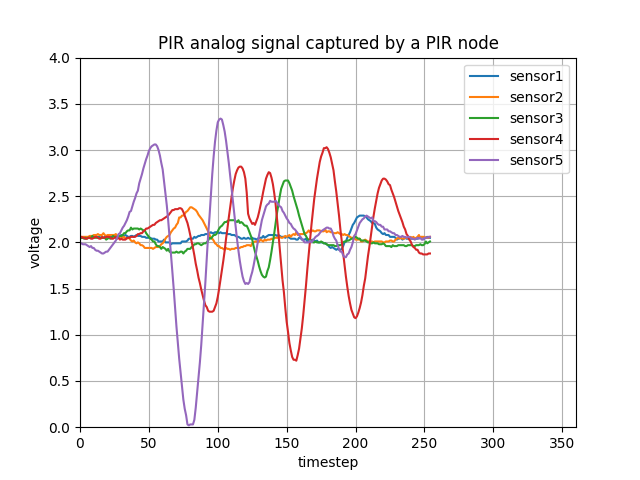 PIR analog signal captured by a PIR node
4.0
3.5
3.0
2.5
2.0
1.5
1.0
0.5
0.0
voltage
sensor1
sensor2
sensor3
sensor4
sensor5
0 50 100 150 200 250 300 350
timestep